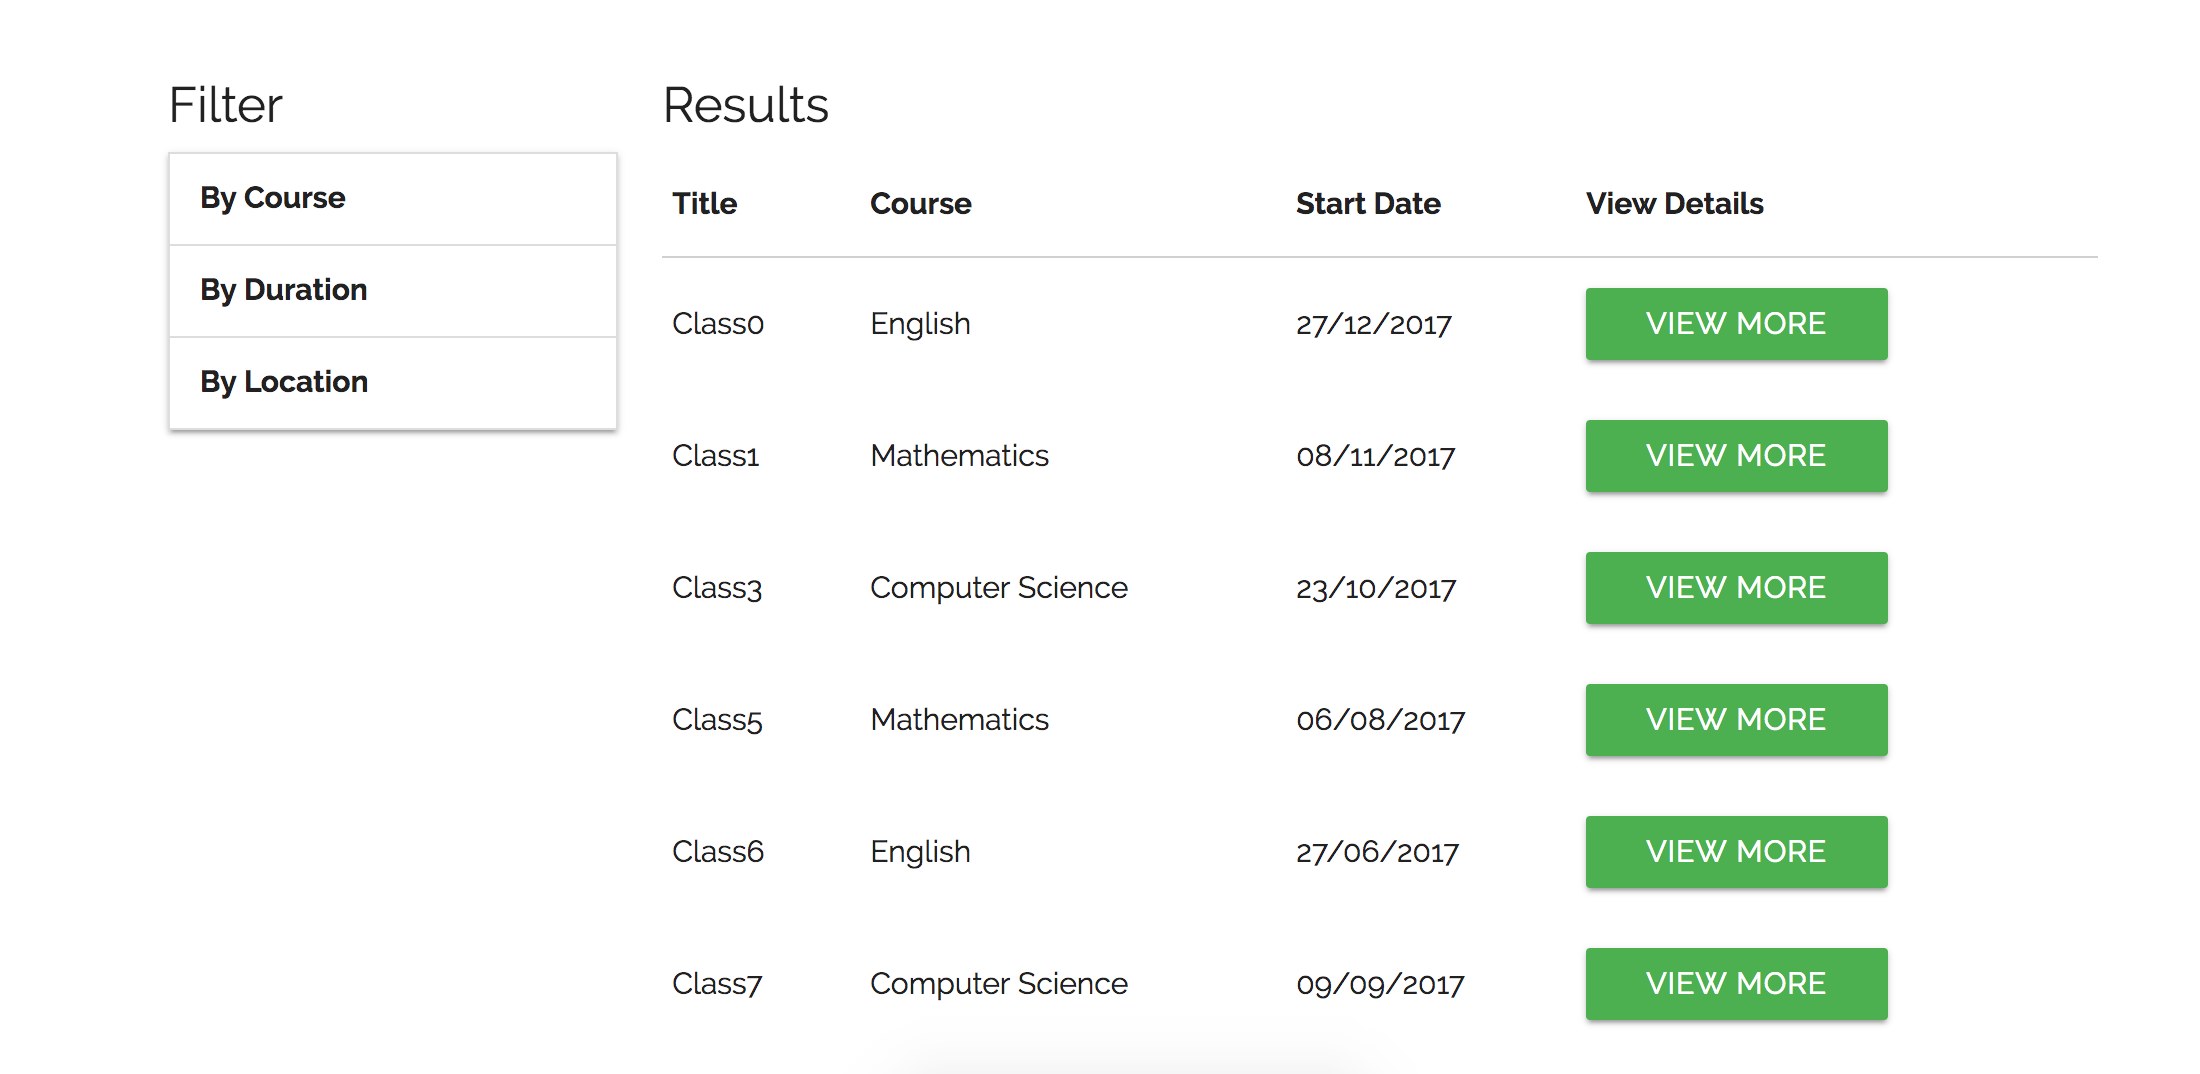 Filter
By Course
By Duration
By Location
Results
Title Course Start Date View Details
Class0 English 27/12/2017 VIEW MORE
Class1 Mathematics 08/11/2017 VIEW MORE
Class3 Computer Science 23/10/2017 VIEW MORE
Class5 Mathematics 06/08/2017 VIEW MORE
Class6 English 27/06/2017 VIEW MORE
Class7 Computer Science 09/09/2017 VIEW MORE